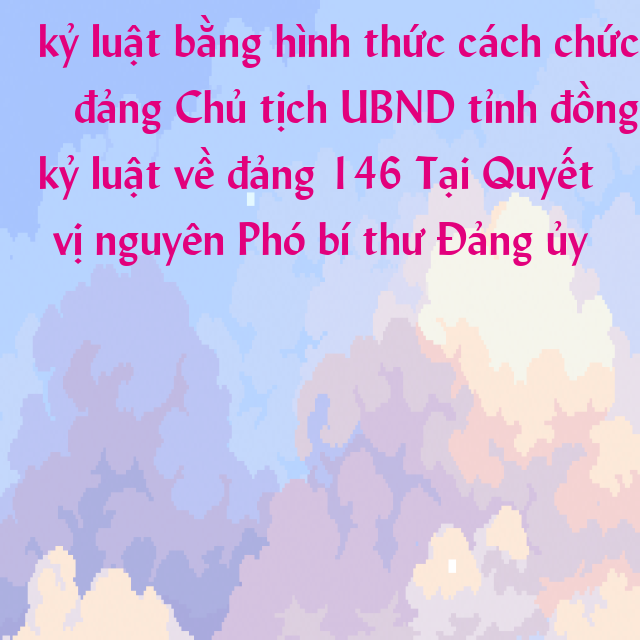 kỷ luật bằng hình thức cách chức
đảng Chủ tịch UBND tỉnh đồng
kỷ luật về đảng 146 Tại Quyết
vị nguyên Phó bí thư Đảng ủy